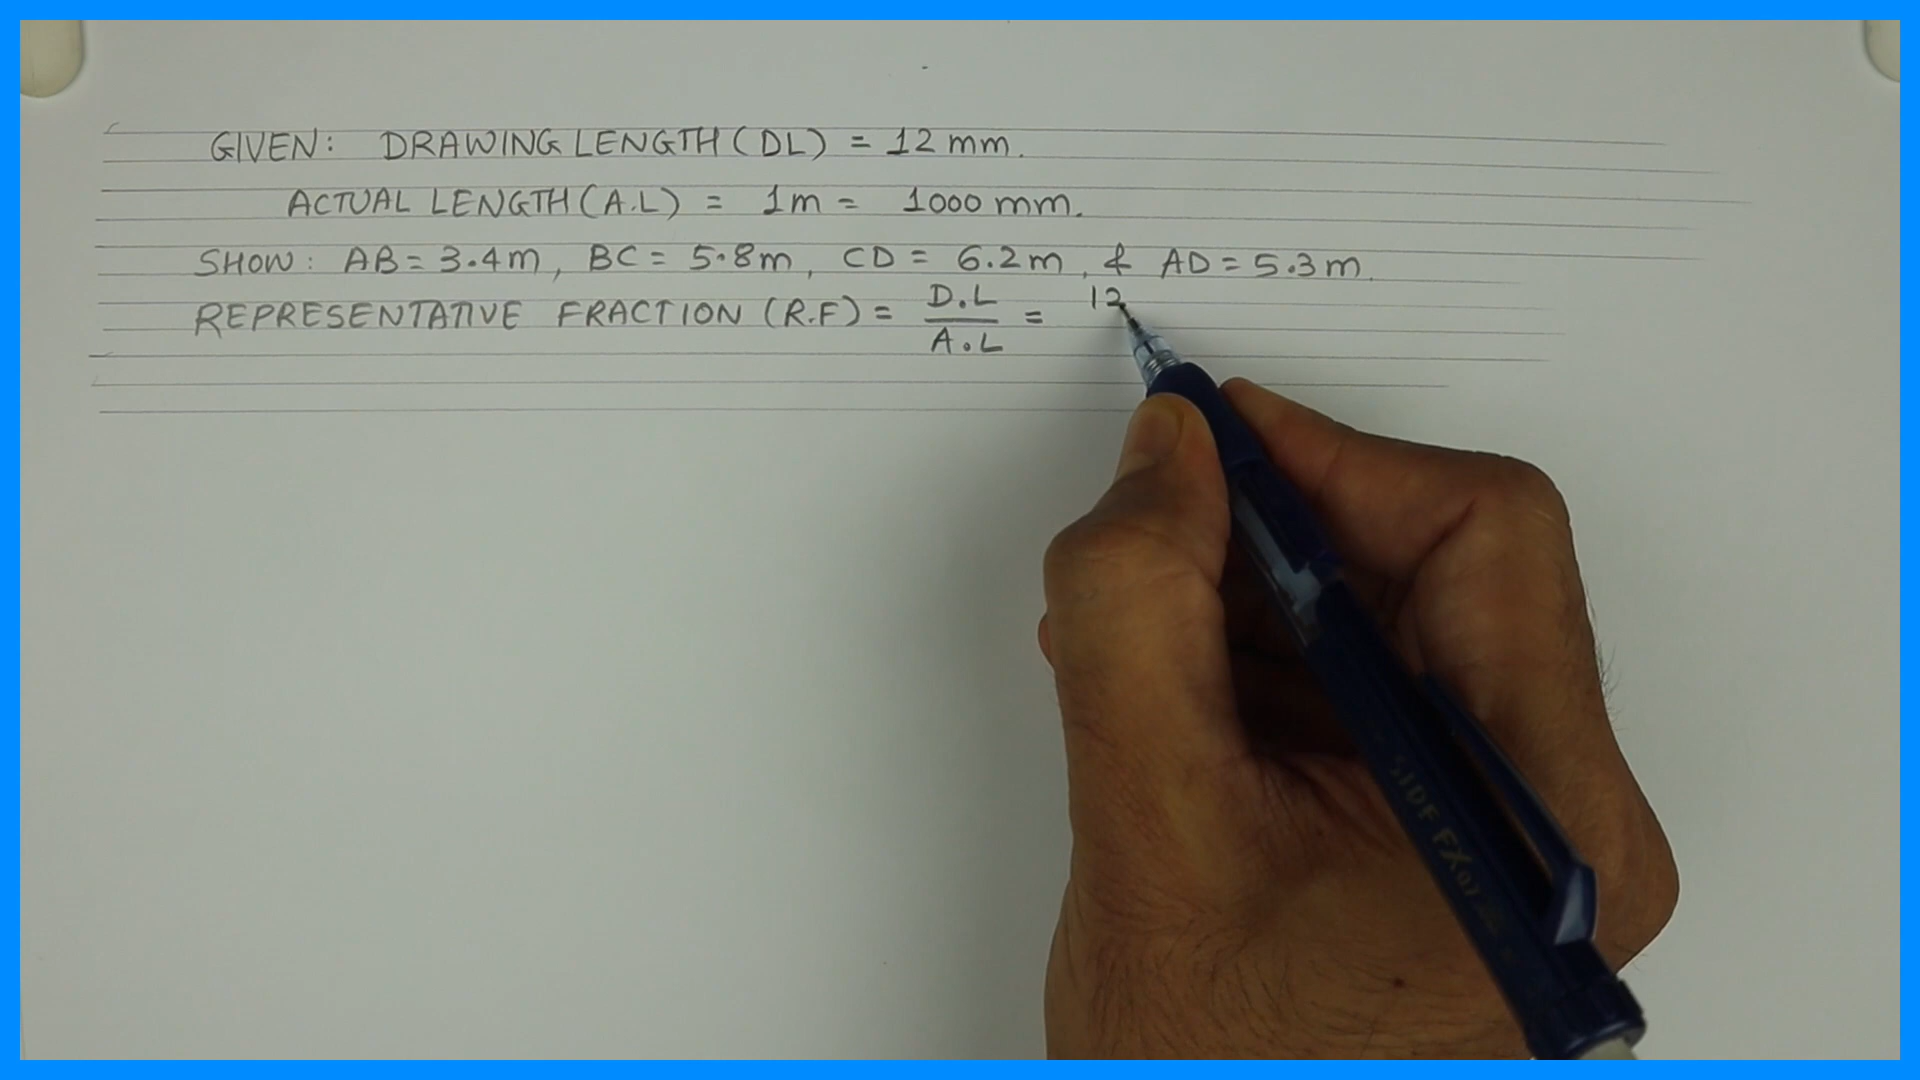 GIVEN: DRAWING LENGTH (DL) = 12 mm.
ACTUAL LENGTH (A.L) = 1m = 1000 mm.
SHOW: AB = 3.4m, BC = 5.8m, CD = 6.2m, & AD = 5.3m.
REPRESENTATIVE FRACTION (R.F) = D.L / A.L = 12
FX